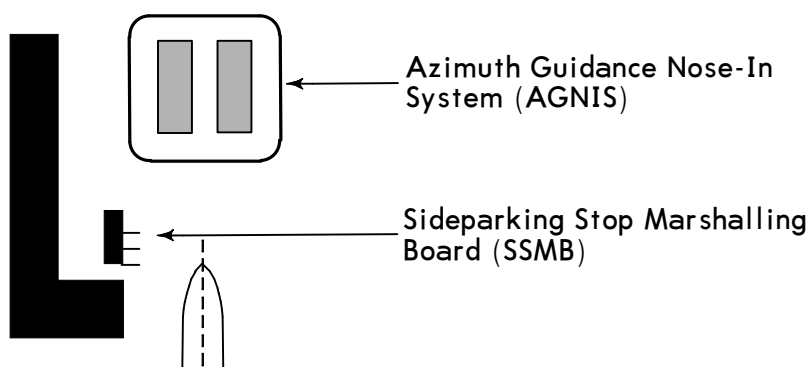 Azimuth Guidance Nose-In
System (AGNIS)
Sideparking Stop Marshalling
Board (SSMB)